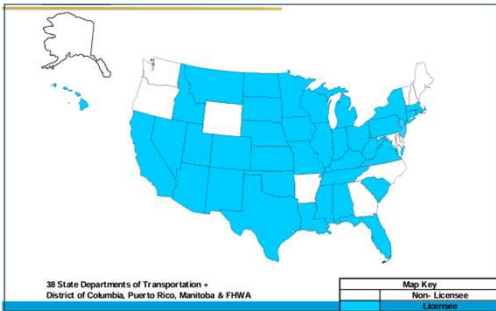 38 State Departments of Transportation +
District of Columbia, Puerto Rico, Manitoba & FHWA
Map Key
Non- Licensee
Licensee